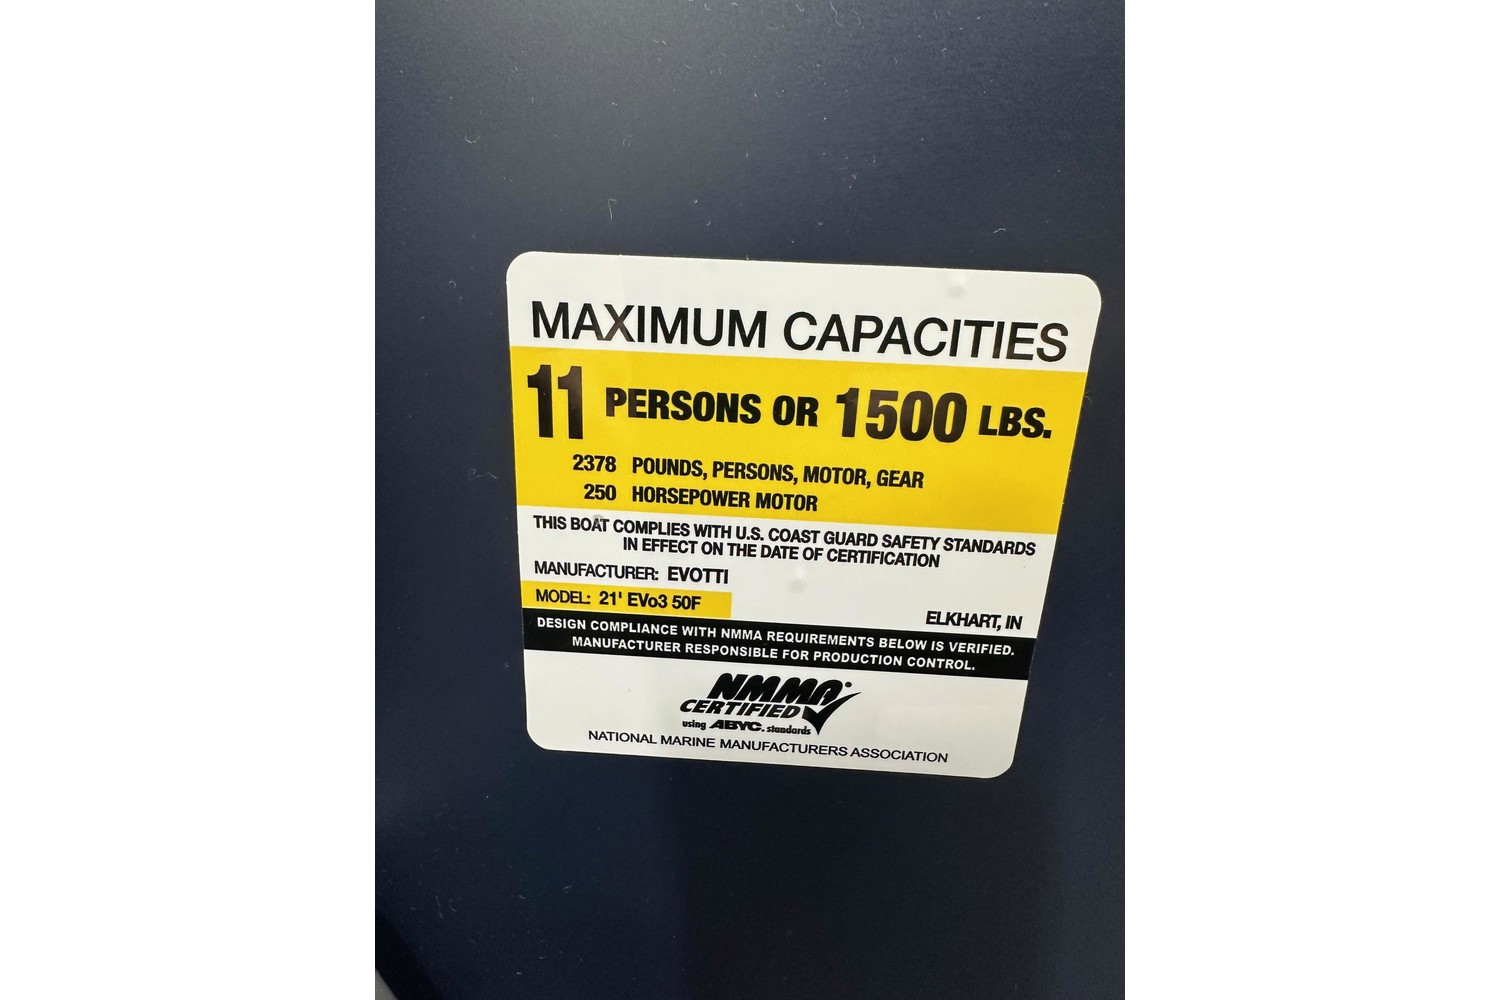 MAXIMUM CAPACITIES
11 PERSONS OR 1500 LBS.
2378 POUNDS, PERSONS, MOTOR, GEAR
250 HORSEPOWER MOTOR
THIS BOAT COMPLIES WITH U.S. COAST GUARD SAFETY STANDARDS
IN EFFECT ON THE DATE OF CERTIFICATION
MANUFACTURER: EVOTTI
MODEL: 21' EVo3 50F
ELKHART, IN
DESIGN COMPLIANCE WITH NMMA REQUIREMENTS BELOW IS VERIFIED.
MANUFACTURER RESPONSIBLE FOR PRODUCTION CONTROL.
NMMA
CERTIFIED
using ABYC. standards
NATIONAL MARINE MANUFACTURERS ASSOCIATION